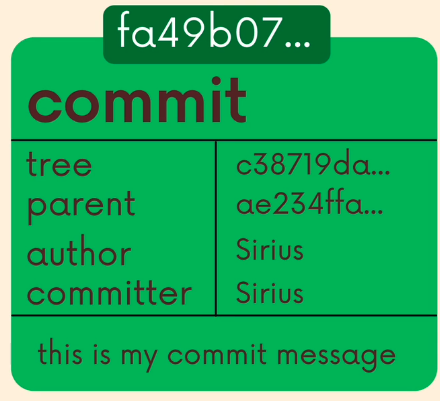 fa49b07...
commit
tree c38719da...
parent ae234ffa...
author Sirius
committer Sirius
this is my commit message